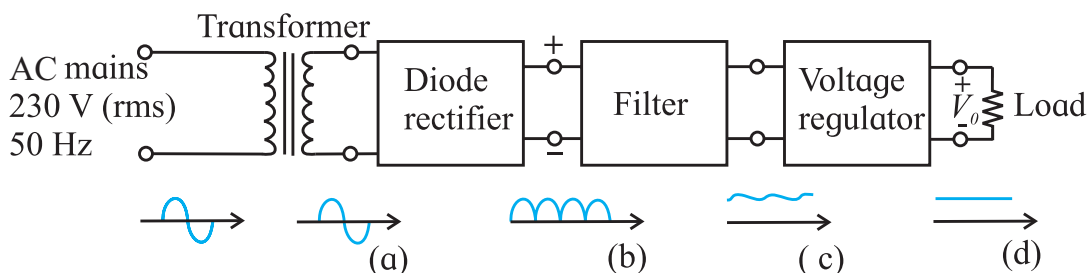 Transformer
AC mains
230 V (rms)
50 Hz
Diode
rectifier
+
–
Filter
Voltage
regulator
+
V₀
-
Load
(a)
(b)
( c)
(d)